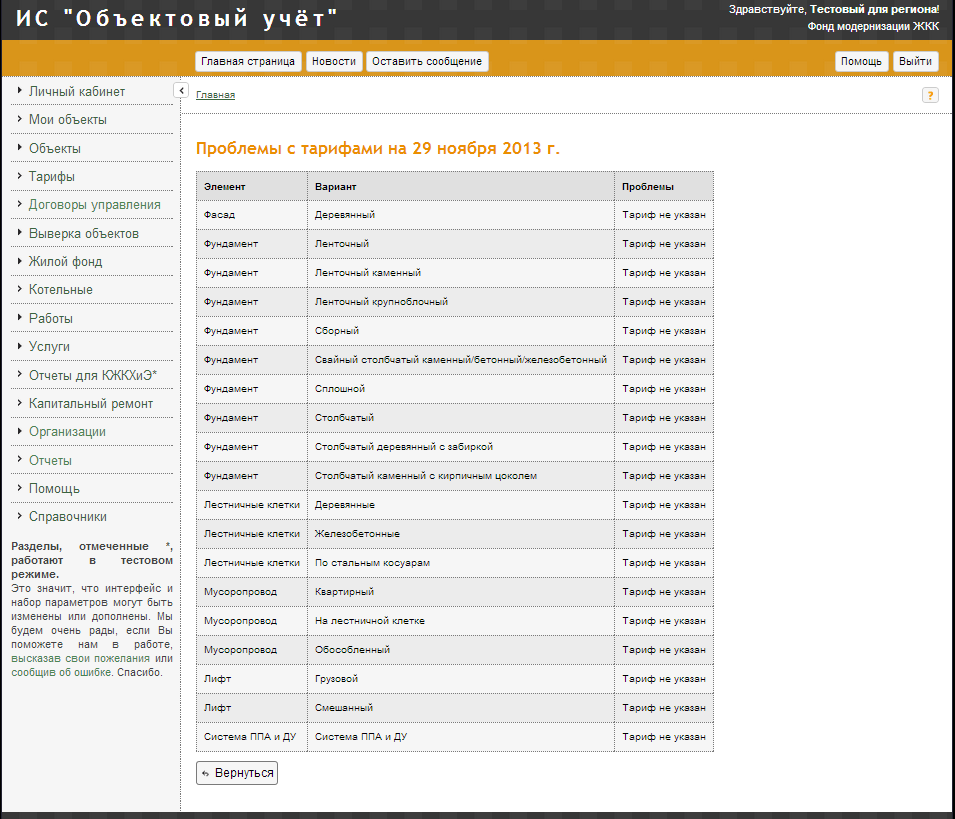 ИС "Объектовый учёт"
Здравствуйте, Тестовый для региона!
Фонд модернизации ЖКК
Главная страница Новости Оставить сообщение Помощь Выйти
Личный кабинет
Мои объекты
Объекты
Тарифы
Договоры управления
Выверка объектов
Жилой фонд
Котельные
Работы
Услуги
Отчеты для КЖКХиЭ*
Капитальный ремонт
Организации
Отчеты
Помощь
Справочники
Разделы, отмеченные *,
работают в тестовом
режиме.
Это значит, что интерфейс и
набор параметров могут быть
изменены или дополнены. Мы
будем очень рады, если Вы
поможете нам в работе,
высказав свои пожелания или
сообщив об ошибке. Спасибо.
Главная ?
Проблемы с тарифами на 29 ноября 2013 г.
Элемент Вариант Проблемы
Фасад Деревянный Тариф не указан
Фундамент Ленточный Тариф не указан
Фундамент Ленточный каменный Тариф не указан
Фундамент Ленточный крупноблочный Тариф не указан
Фундамент Сборный Тариф не указан
Фундамент Свайный столбчатый каменный/бетонный/железобетонный Тариф не указан
Фундамент Сплошной Тариф не указан
Фундамент Столбчатый Тариф не указан
Фундамент Столбчатый деревянный с забиркой Тариф не указан
Фундамент Столбчатый каменный с кирпичным цоколем Тариф не указан
Лестничные клетки Деревянные Тариф не указан
Лестничные клетки Железобетонные Тариф не указан
Лестничные клетки По стальным косуарам Тариф не указан
Мусоропровод Квартирный Тариф не указан
Мусоропровод На лестничной клетке Тариф не указан
Мусоропровод Обособленный Тариф не указан
Лифт Грузовой Тариф не указан
Лифт Смешанный Тариф не указан
Система ППА и ДУ Система ППА и ДУ Тариф не указан
Вернуться